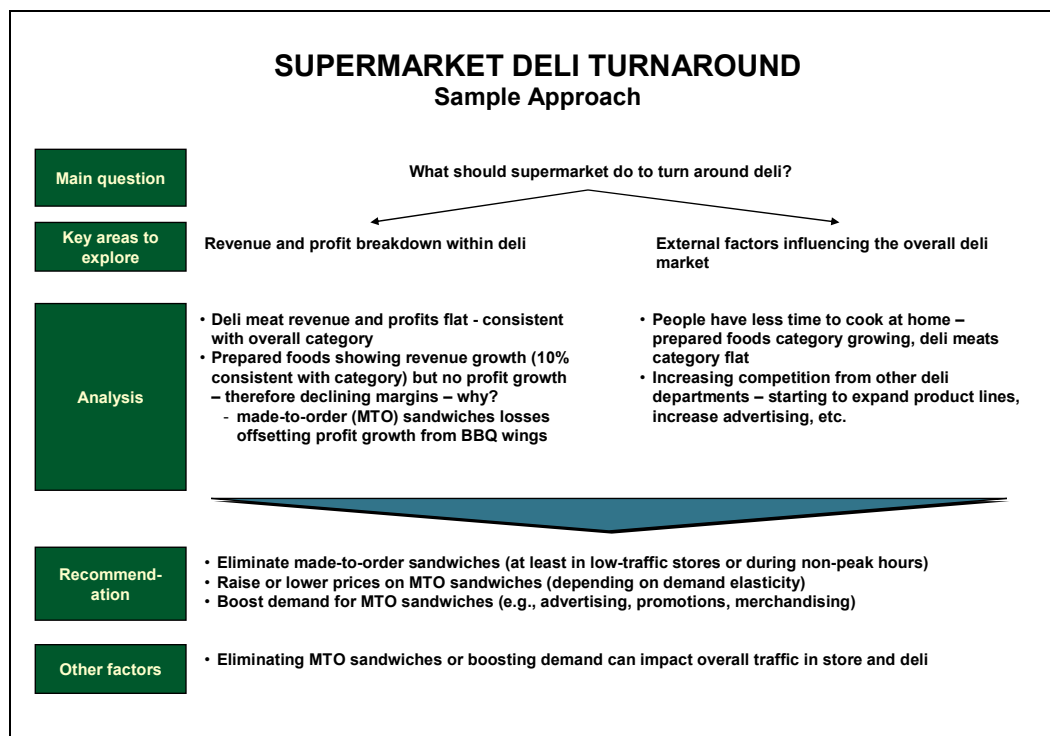 SUPERMARKET DELI TURNAROUND
Sample Approach
Main question
What should supermarket do to turn around deli?
Key areas to
explore
Revenue and profit breakdown within deli
External factors influencing the overall deli
market
Analysis
• Deli meat revenue and profits flat - consistent
with overall category
• Prepared foods showing revenue growth (10%
consistent with category) but no profit growth
– therefore declining margins – why?
- made-to-order (MTO) sandwiches losses
offsetting profit growth from BBQ wings
• People have less time to cook at home –
prepared foods category growing, deli meats
category flat
• Increasing competition from other deli
departments – starting to expand product lines,
increase advertising, etc.
Recommend-
ation
• Eliminate made-to-order sandwiches (at least in low-traffic stores or during non-peak hours)
• Raise or lower prices on MTO sandwiches (depending on demand elasticity)
• Boost demand for MTO sandwiches (e.g., advertising, promotions, merchandising)
Other factors
• Eliminating MTO sandwiches or boosting demand can impact overall traffic in store and deli